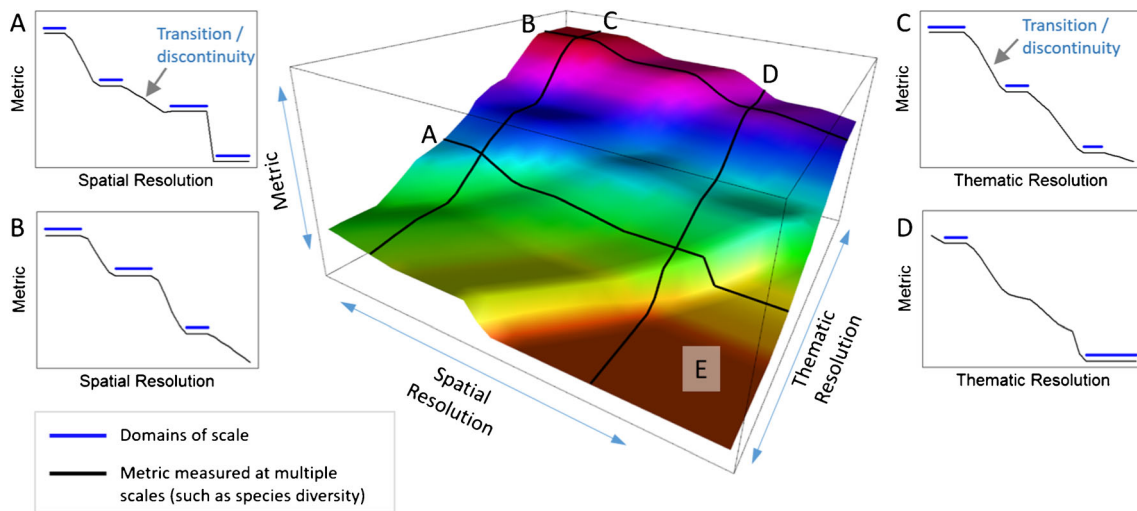 A
Transition /
discontinuity
Metric
Spatial Resolution
B
Metric
Spatial Resolution
B
C
D
A
E
Metric
Spatial
Resolution
Thematic
Resolution
C
Transition /
discontinuity
Metric
Thematic Resolution
D
Metric
Thematic Resolution
Domains of scale
Metric measured at multiple
scales (such as species diversity)